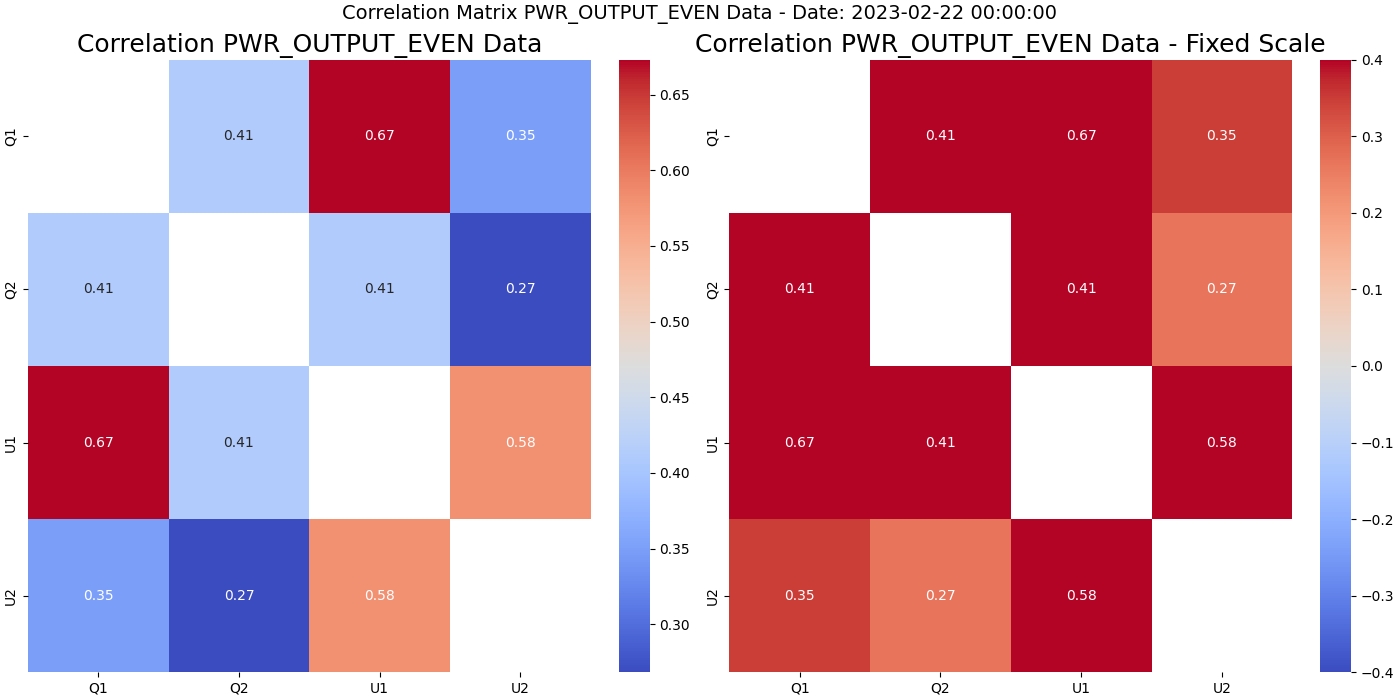 Correlation Matrix PWR_OUTPUT_EVEN Data - Date: 2023-02-22 00:00:00
Correlation PWR_OUTPUT_EVEN Data
Q1
0.41
0.67
0.35
Q2
0.41
0.41
0.27
U1
0.67
0.41
0.58
U2
0.35
0.27
0.58
Q1
Q2
U1
U2
0.65
0.60
0.55
0.50
0.45
0.40
0.35
0.30
Correlation PWR_OUTPUT_EVEN Data - Fixed Scale
Q1
0.41
0.67
0.35
Q2
0.41
0.41
0.27
U1
0.67
0.41
0.58
U2
0.35
0.27
0.58
Q1
Q2
U1
U2
0.4
0.3
0.2
0.1
0.0
−0.1
−0.2
−0.3
−0.4